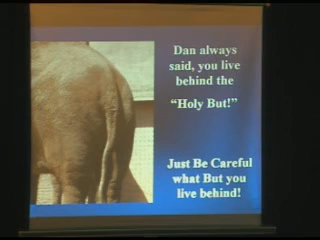 Dan always
said, you live
behind the
“Holy But!”
Just Be Careful
what But you
live behind!